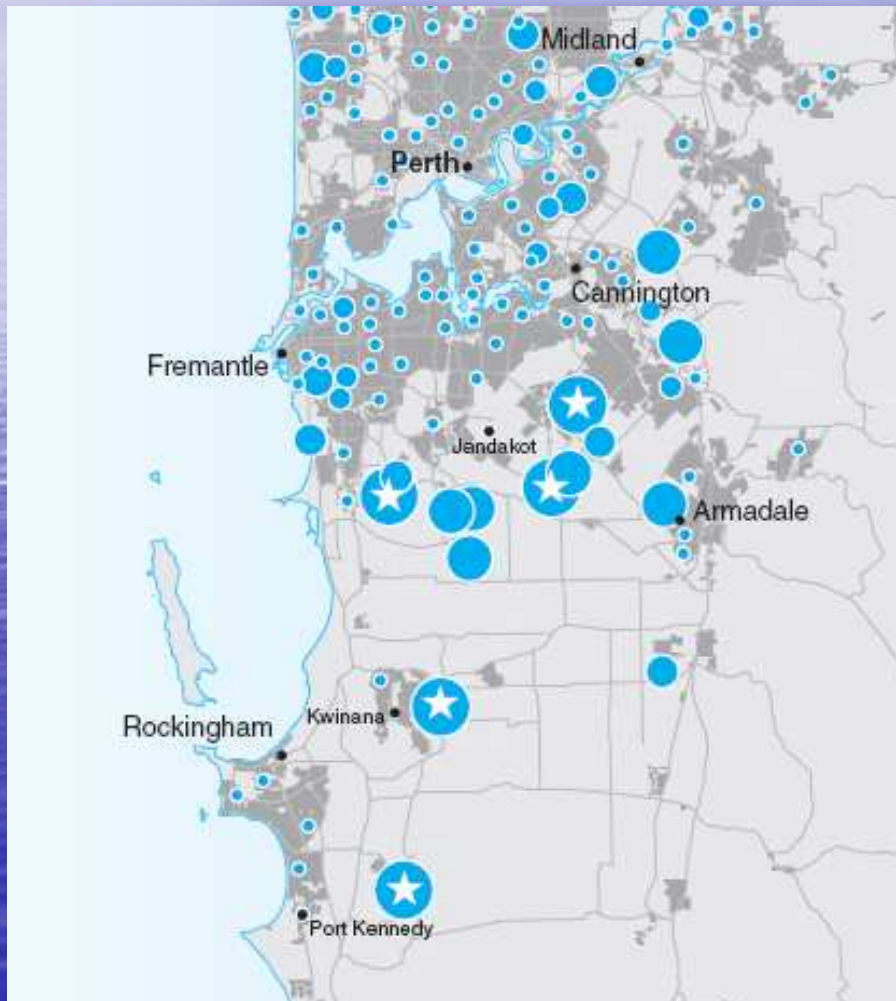 Midland
Perth
Cannington
Fremantle
Jandakot
Armadale
Kwinana
Rockingham
Port Kennedy